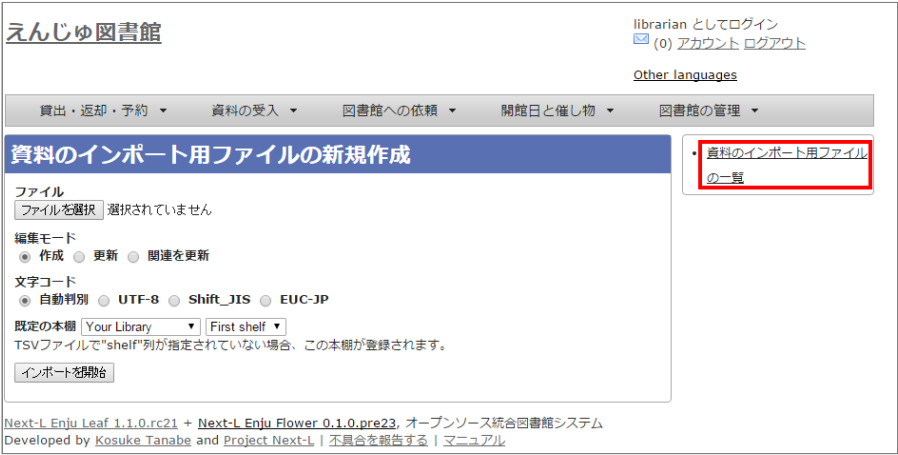 えんじゅ図書館
librarian としてログイン
(0) アカウント ログアウト
Other languages
貸出・返却・予約 ▼ 資料の受入 ▼ 図書館への依頼 ▼ 開館日と催し物 ▼ 図書館の管理 ▼
資料のインポート用ファイルの新規作成
ファイル
ファイルを選択 選択されていません
編集モード
作成 更新 関連を更新
文字コード
自動判別 UTF-8 Shift_JIS EUC-JP
既定の本棚 Your Library ▼ First shelf ▼
TSVファイルで"shelf"列が指定されていない場合、この本棚が登録されます。
インポートを開始
• 資料のインポート用ファイル
の一覧
Next-L Enju Leaf 1.1.0.rc21 + Next-L Enju Flower 0.1.0.pre23, オープンソース統合図書館システム
Developed by Kosuke Tanabe and Project Next-L | 不具合を報告する | マニュアル